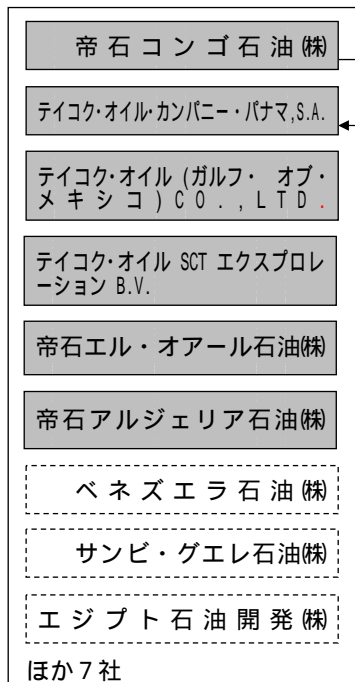 帝石コンゴ石油㈱
テイコク･オイル･カンパニー･パナマ,S.A.
テイコク･オイル (ガルフ･ オブ･
メキシコ)CO.,LTD.
テイコク･オイル SCT エクスプロレ
ーション B.V.
帝石エル・オアール石油㈱
帝石アルジェリア石油㈱
ベネズエラ石油㈱
サンビ・グエレ石油㈱
エジプト石油開発㈱
ほか７社